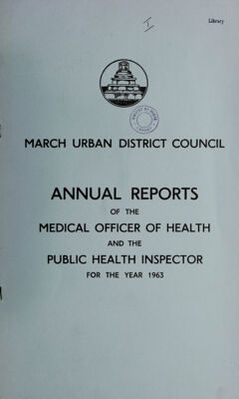 Library
MARCH URBAN DISTRICT COUNCIL
ANNUAL REPORTS
OF THE
MEDICAL OFFICER OF HEALTH
AND THE
PUBLIC HEALTH INSPECTOR
FOR THE YEAR 1963